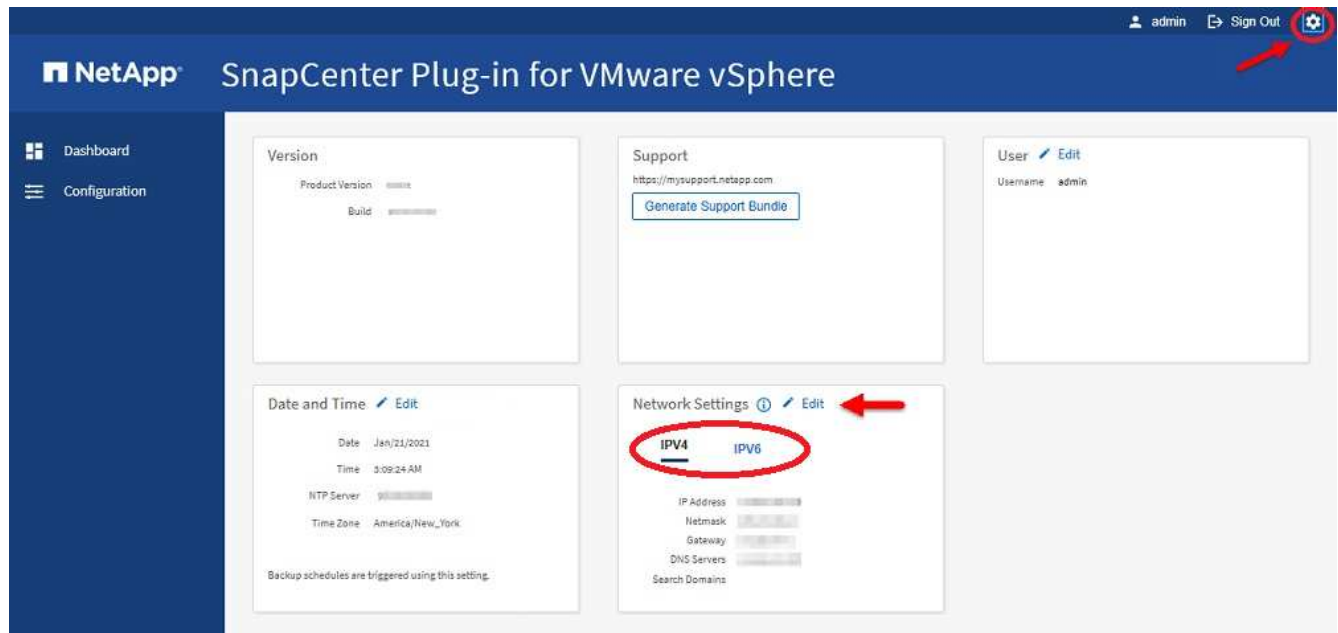 admin Sign Out
NetApp SnapCenter Plug-in for VMware vSphere
Dashboard
Configuration
Version
Product Version
Build
Support
https://mysupport.netapp.com
Generate Support Bundle
User Edit
Username admin
Date and Time Edit
Date Jan/21/2021
Time 3:09:24 AM
NTP Server
Time Zone America/New_York
Backup schedules are triggered using this setting.
Network Settings Edit
IPV4 IPV6
IP Address
Netmask
Gateway
DNS Servers
Search Domains